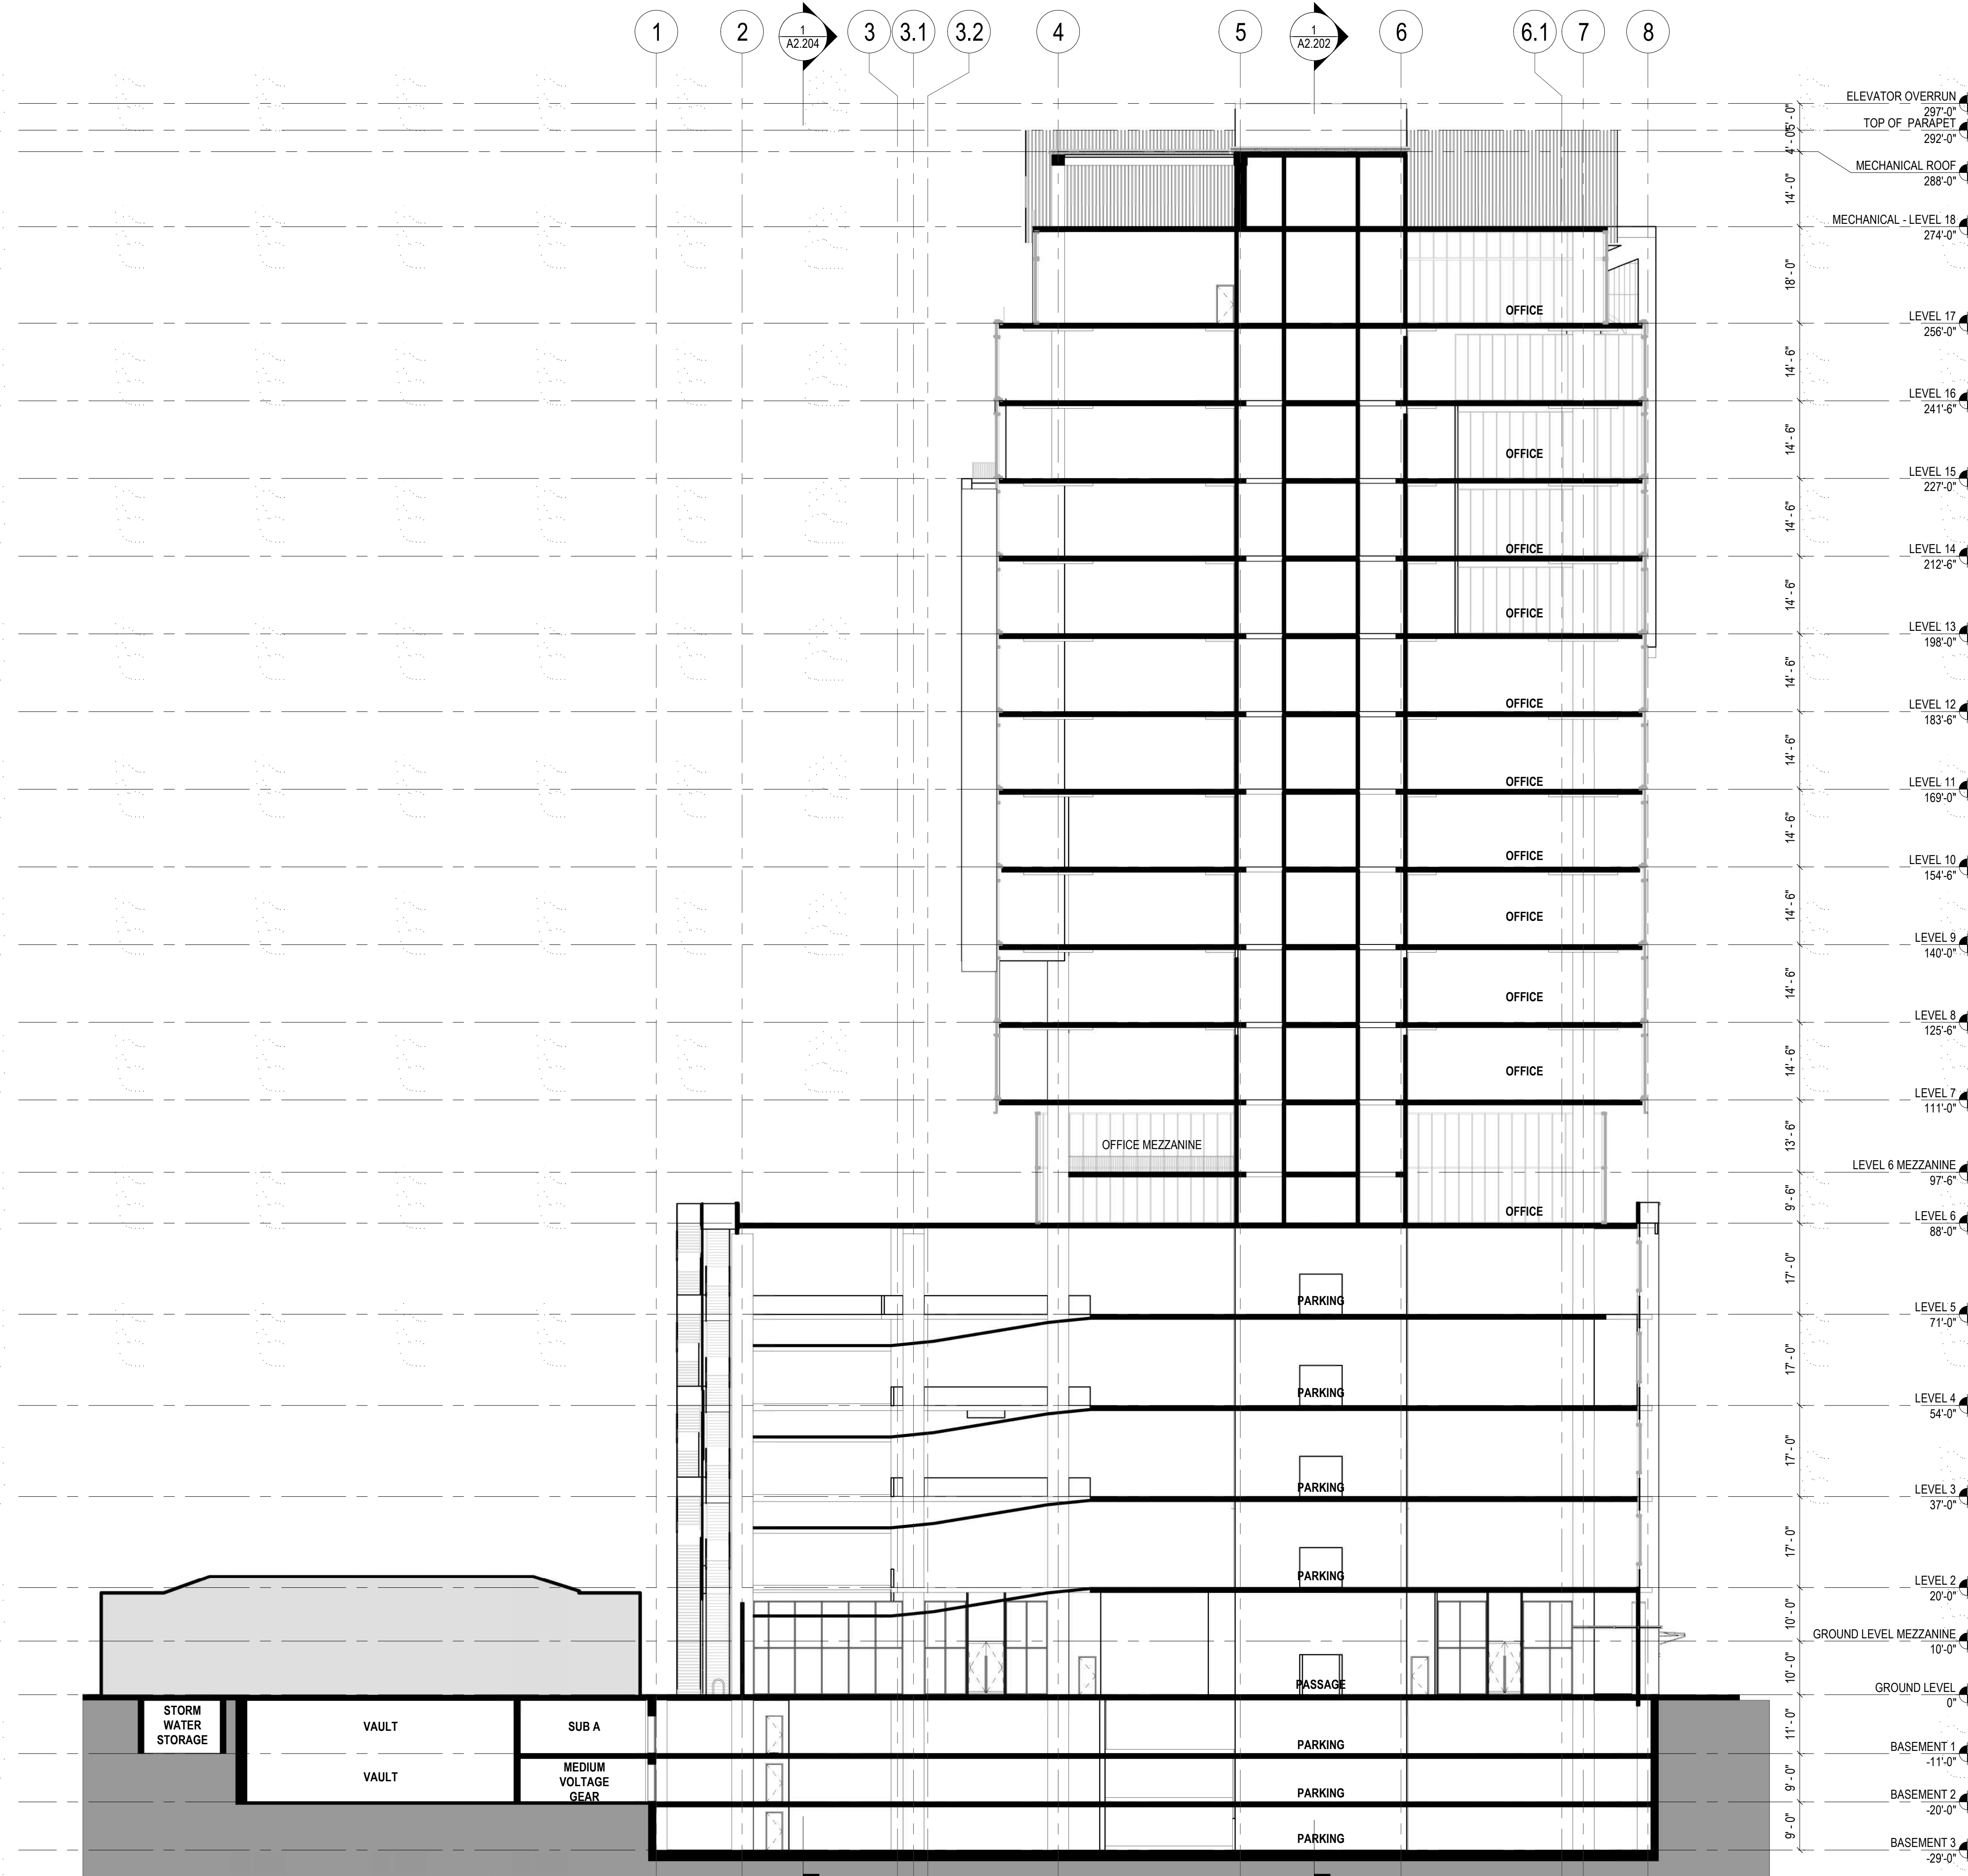 1
2
1
A2.204
3
3.1
3.2
4
5
1
A2.202
6
6.1
7
8
ELEVATOR OVERRUN
297'-0"
5' - 0"
TOP OF PARAPET
292'-0"
4' - 0"
MECHANICAL ROOF
288'-0"
14' - 0"
MECHANICAL - LEVEL 18
274'-0"
18' - 0"
OFFICE
LEVEL 17
256'-0"
14' - 6"
LEVEL 16
241'-6"
14' - 6"
OFFICE
LEVEL 15
227'-0"
14' - 6"
OFFICE
LEVEL 14
212'-6"
14' - 6"
OFFICE
LEVEL 13
198'-0"
14' - 6"
OFFICE
LEVEL 12
183'-6"
14' - 6"
OFFICE
LEVEL 11
169'-0"
14' - 6"
OFFICE
LEVEL 10
154'-6"
14' - 6"
OFFICE
LEVEL 9
140'-0"
14' - 6"
OFFICE
LEVEL 8
125'-6"
14' - 6"
OFFICE
LEVEL 7
111'-0"
13' - 6"
OFFICE MEZZANINE
LEVEL 6 MEZZANINE
97'-6"
9' - 6"
OFFICE
LEVEL 6
88'-0"
17' - 0"
PARKING
LEVEL 5
71'-0"
17' - 0"
PARKING
LEVEL 4
54'-0"
17' - 0"
PARKING
LEVEL 3
37'-0"
17' - 0"
PARKING
LEVEL 2
20'-0"
10' - 0"
GROUND LEVEL MEZZANINE
10'-0"
10' - 0"
PASSAGE
GROUND LEVEL
0"
STORM
WATER
STORAGE
VAULT
SUB A
11' - 0"
PARKING
BASEMENT 1
-11'-0"
VAULT
MEDIUM
VOLTAGE
GEAR
9' - 0"
PARKING
BASEMENT 2
-20'-0"
9' - 0"
PARKING
BASEMENT 3
-29'-0"